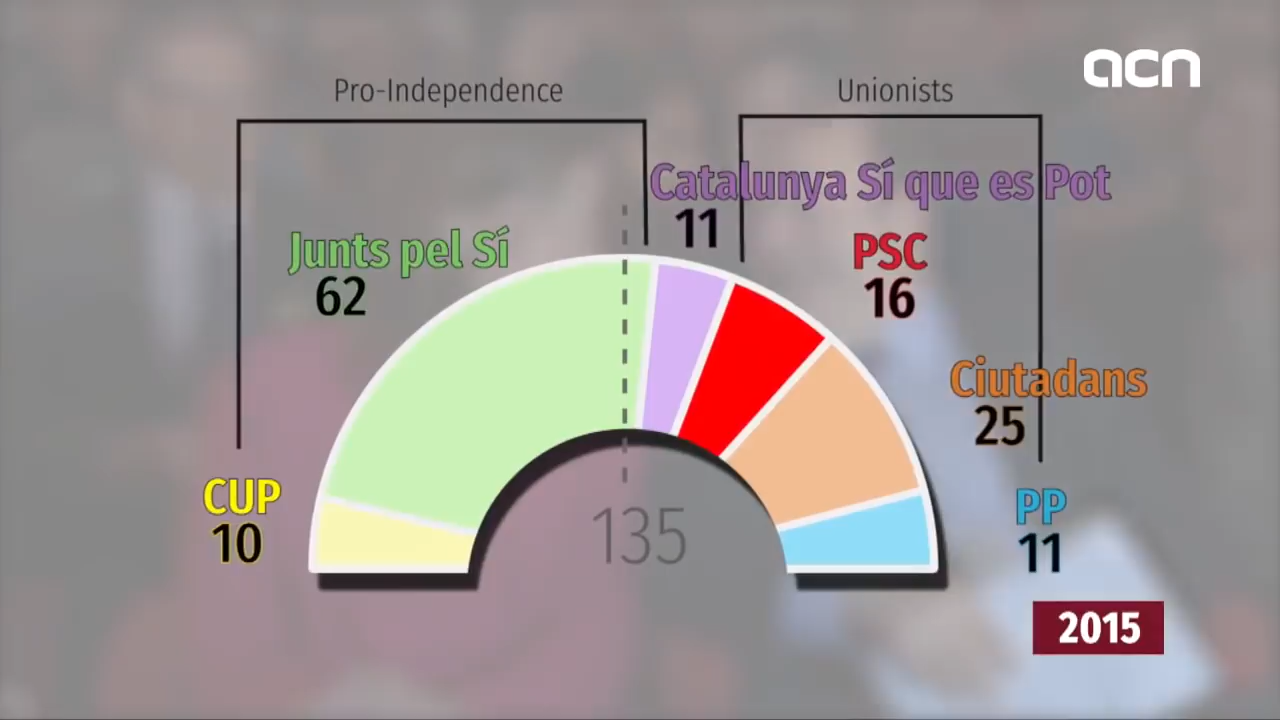 acn
Pro-Independence
Unionists
Catalunya Sí que es Pot
11
Junts pel Sí
62
PSC
16
Ciutadans
25
CUP
10
PP
11
135
2015